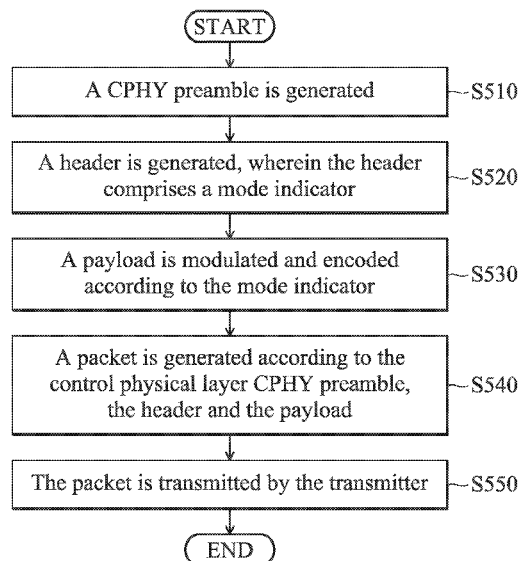 START
A CPHY preamble is generated
S510
A header is generated, wherein the header
comprises a mode indicator
S520
A payload is modulated and encoded
according to the mode indicator
S530
A packet is generated according to the
control physical layer CPHY preamble,
the header and the payload
S540
The packet is transmitted by the transmitter
S550
END